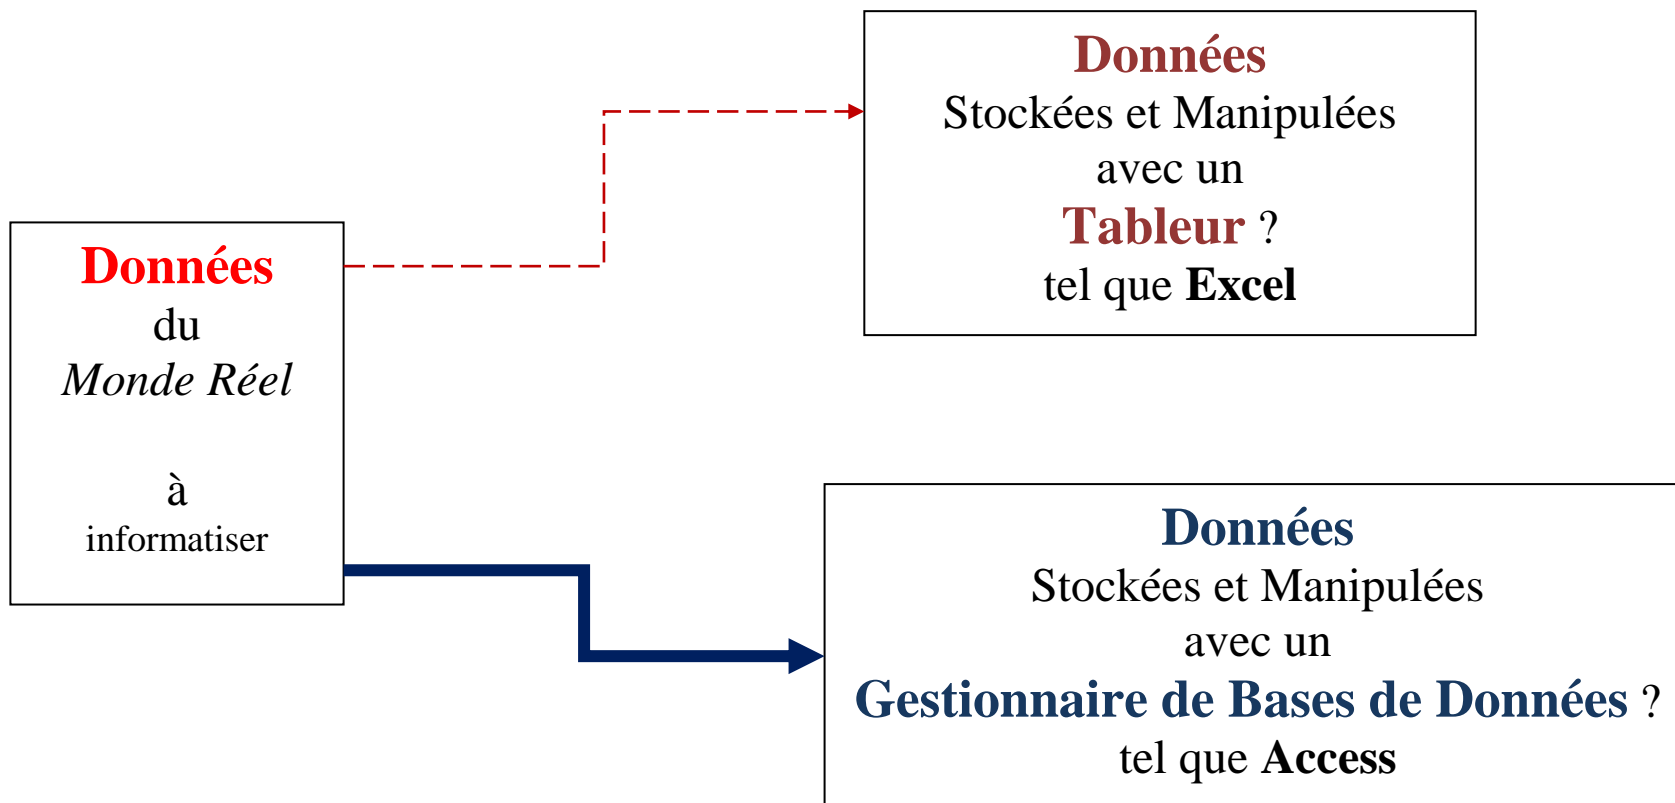 Données
du
Monde Réel
à
informatiser
Données
Stockées et Manipulées
avec un
Tableur ?
tel que Excel
Données
Stockées et Manipulées
avec un
Gestionnaire de Bases de Données ?
tel que Access